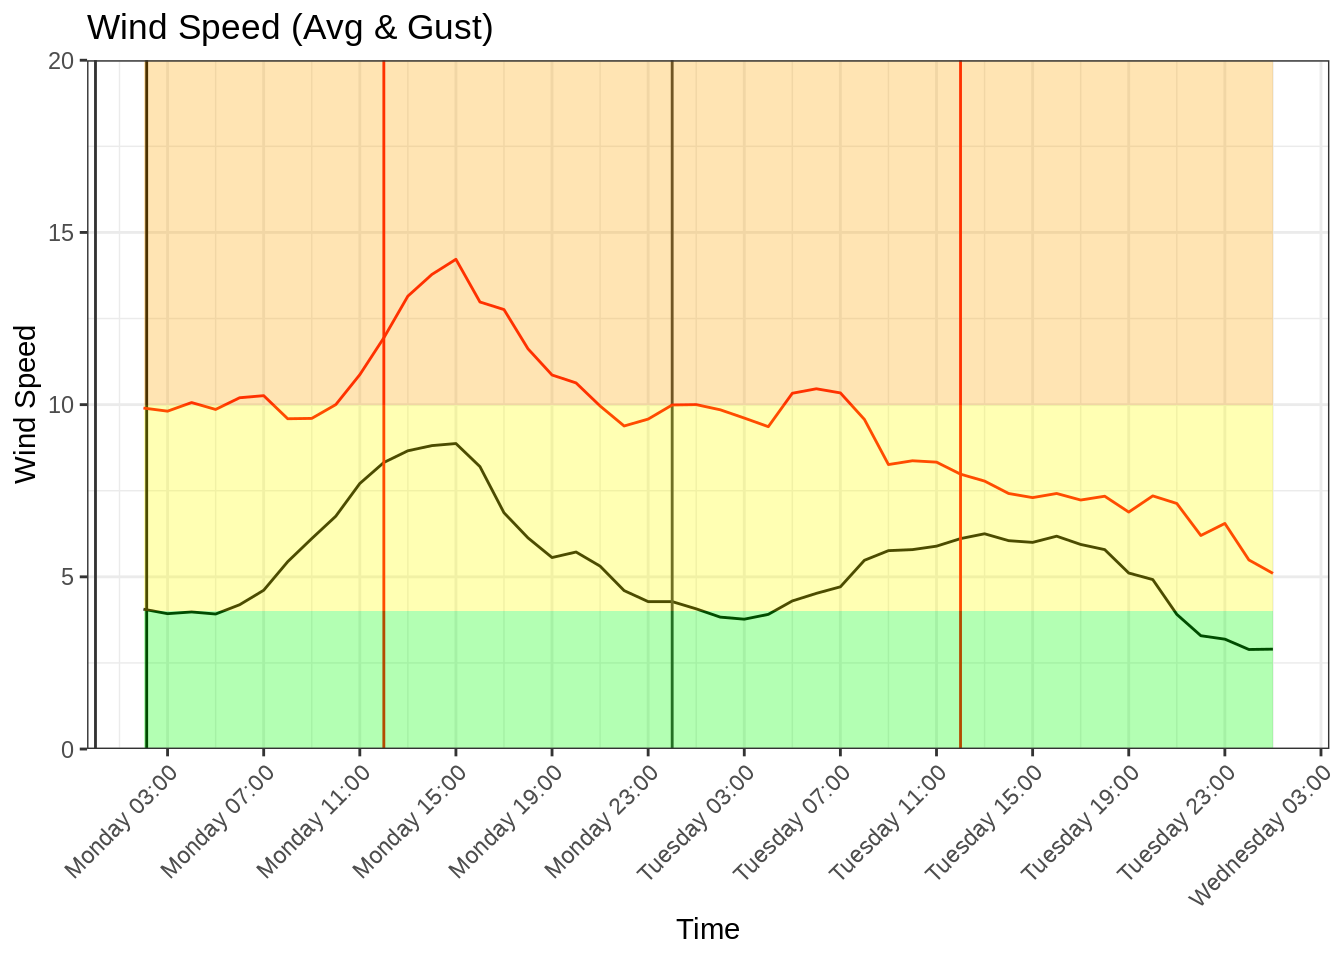 Wind Speed (Avg & Gust)
20
15
10
5
0
Wind Speed
Monday 03:00
Monday 07:00
Monday 11:00
Monday 15:00
Monday 19:00
Monday 23:00
Tuesday 03:00
Tuesday 07:00
Tuesday 11:00
Tuesday 15:00
Tuesday 19:00
Tuesday 23:00
Wednesday 03:00
Time